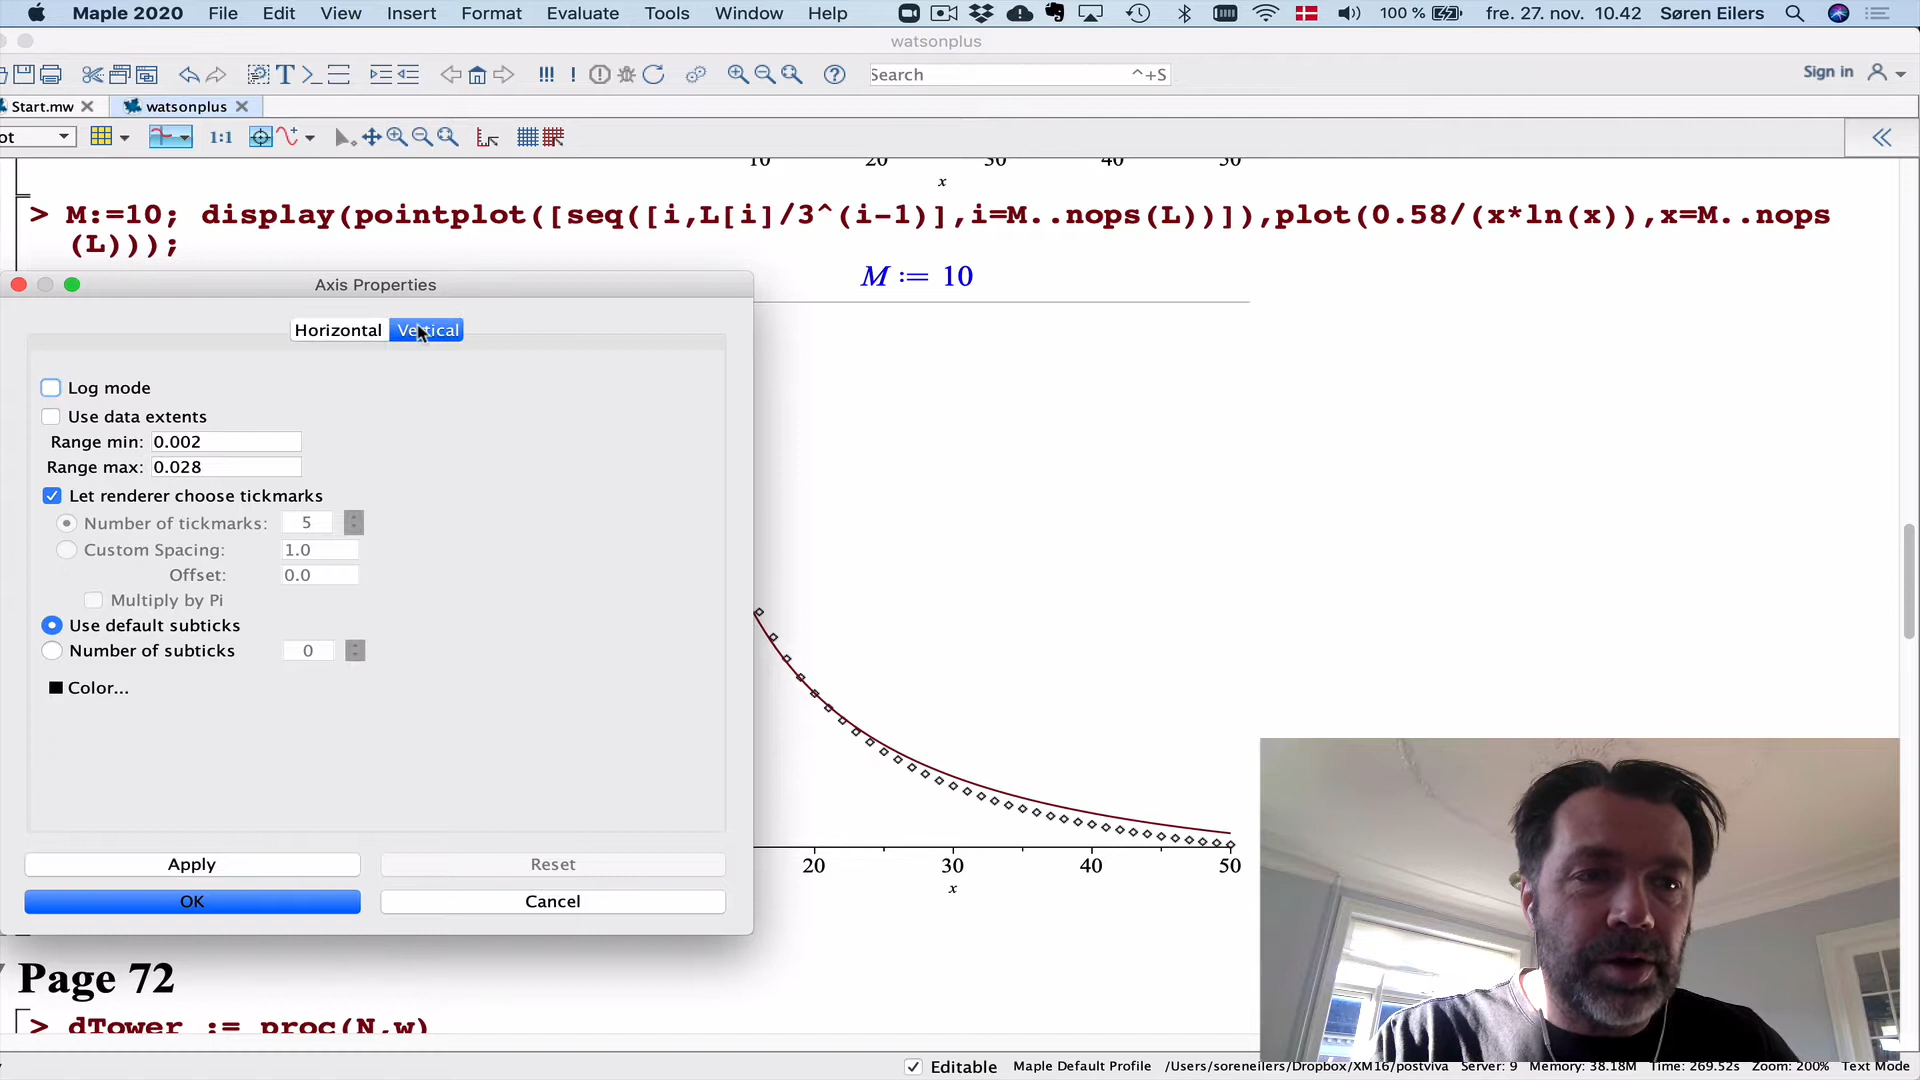 Maple 2020 File Edit View Insert Format Evaluate Tools Window Help 100 % fre. 27. nov. 10.42 Søren Eilers
watsonplus
Search ^+S Sign in
Start.mw watsonplus
ot 1:1
10 20 30 40 50
x
> M:=10; display(pointplot([seq([i,L[i]/3^(i-1)],i=M..nops(L))]),plot(0.58/(x*ln(x)),x=M..nops
(L)));
M := 10
Axis Properties
Horizontal Vertical
Log mode
Use data extents
Range min: 0.002
Range max: 0.028
Let renderer choose tickmarks
Number of tickmarks: 5
Custom Spacing: 1.0
Offset: 0.0
Multiply by Pi
Use default subticks
Number of subticks 0
Color...
Apply Reset
OK Cancel
20 30 40 50
x
Page 72
> dTower := proc(N,w)
Editable Maple Default Profile /Users/soreneilers/Dropbox/XM16/postviva Server: 9 Memory: 38.18M Time: 269.52s Zoom: 200% Text Mode